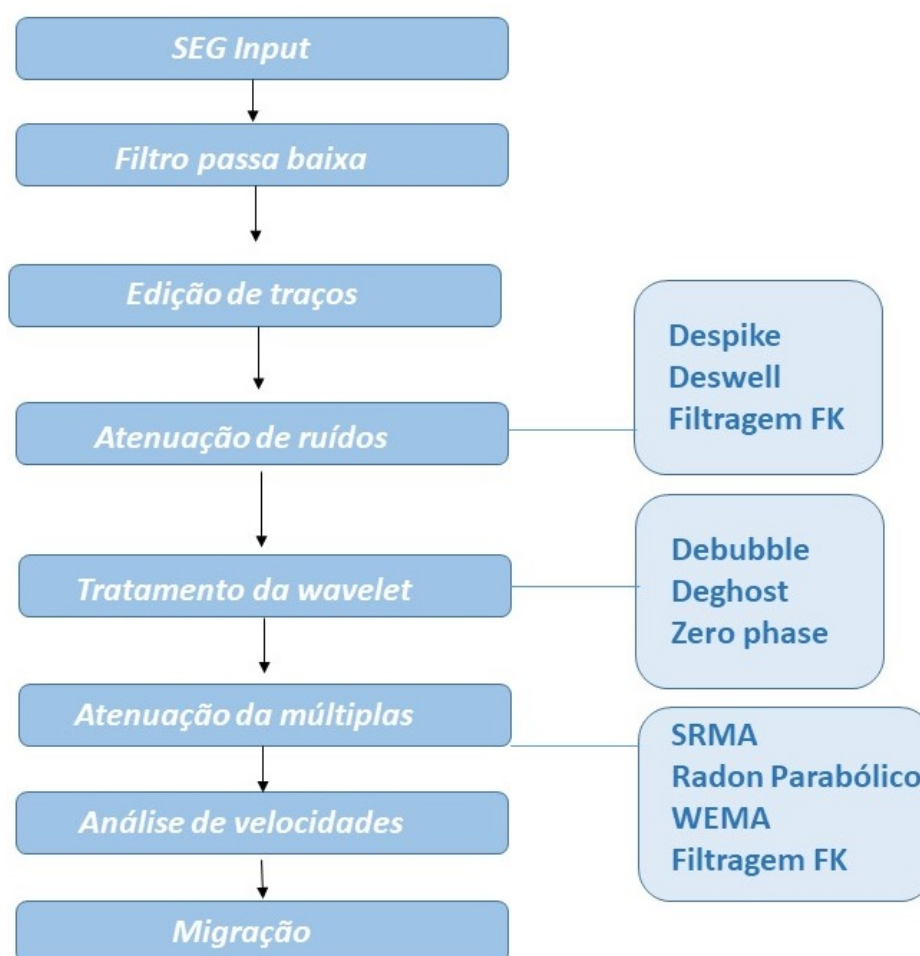 SEG Input
Filtro passa baixa
Edição de traços
Atenuação de ruídos
Despike
Deswell
Filtragem FK
Tratamento da wavelet
Debubble
Deghost
Zero phase
Atenuação da múltiplas
SRMA
Radon Parabólico
WEMA
Filtragem FK
Análise de velocidades
Migração